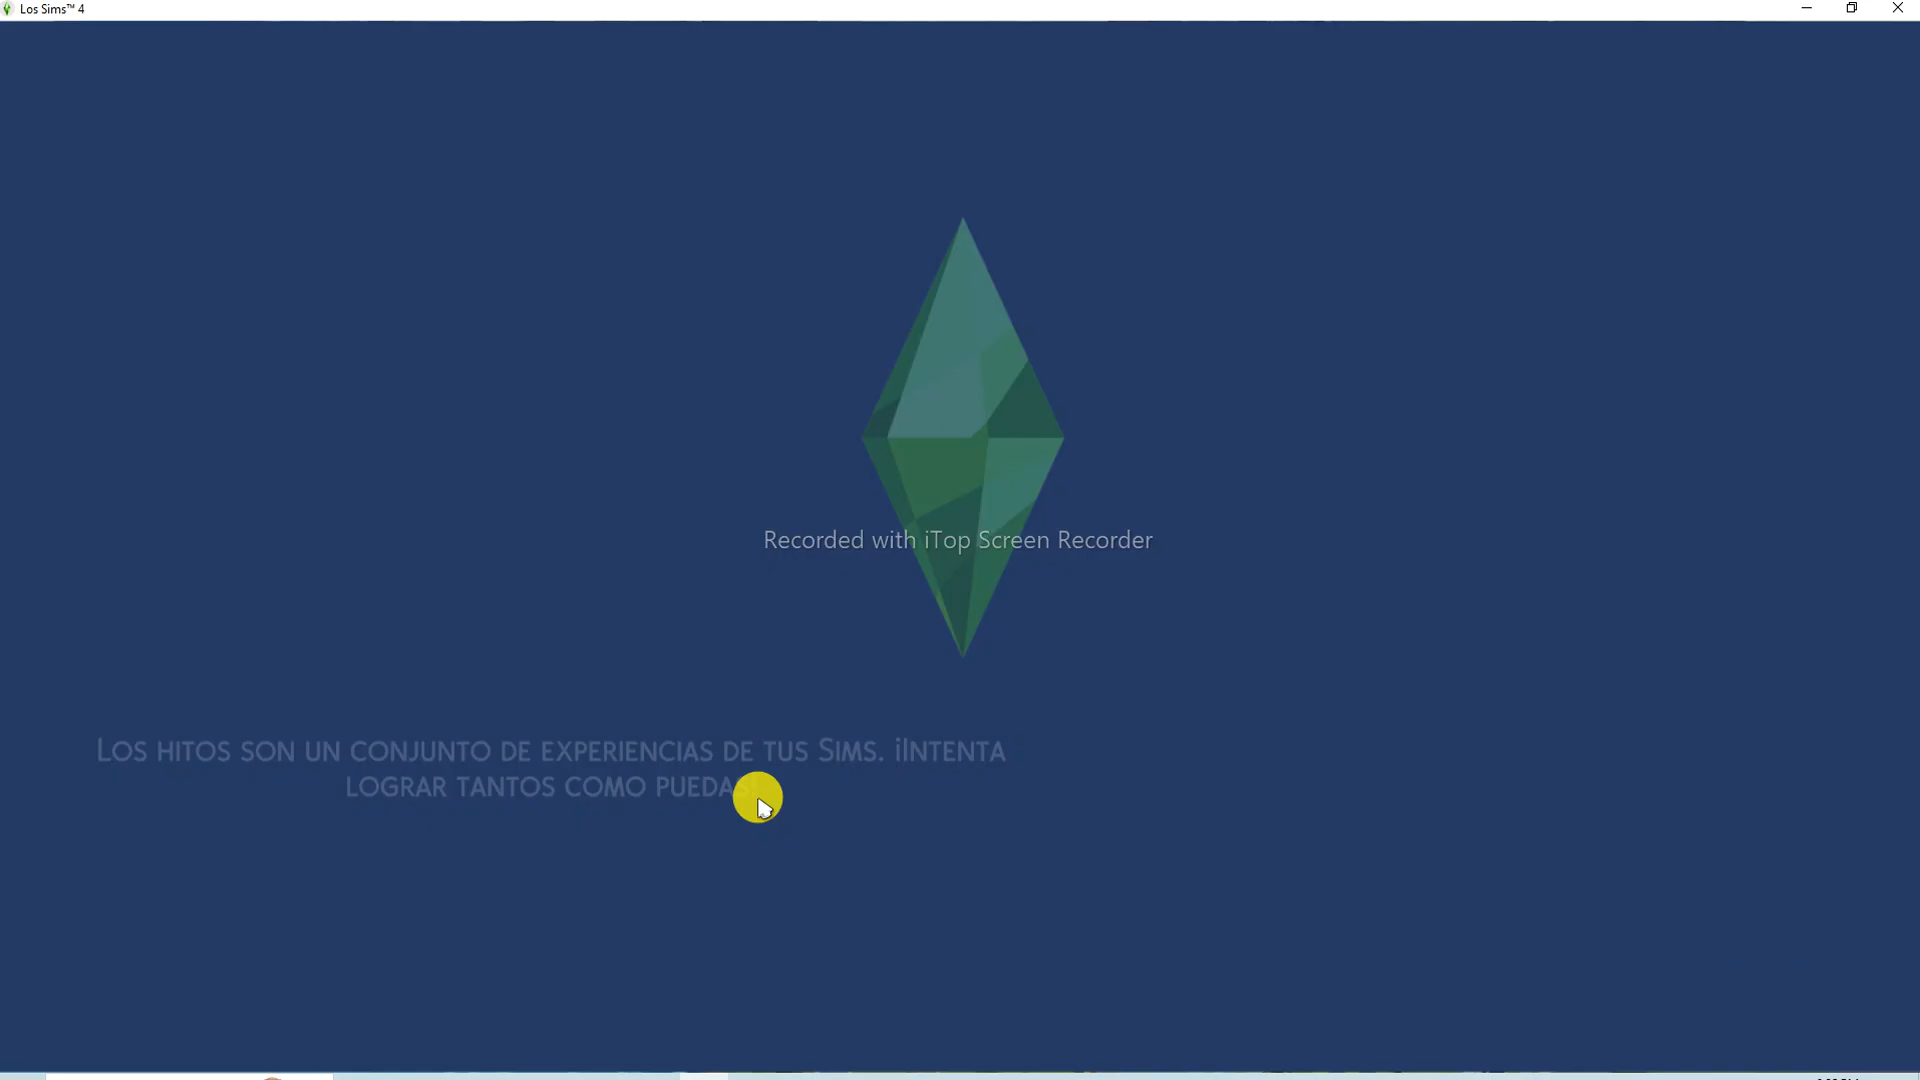 Los Sims™ 4
Recorded with iTop Screen Recorder
Los hitos son un conjunto de experiencias de tus Sims. ¡Intenta
lograr tantos como puedas!